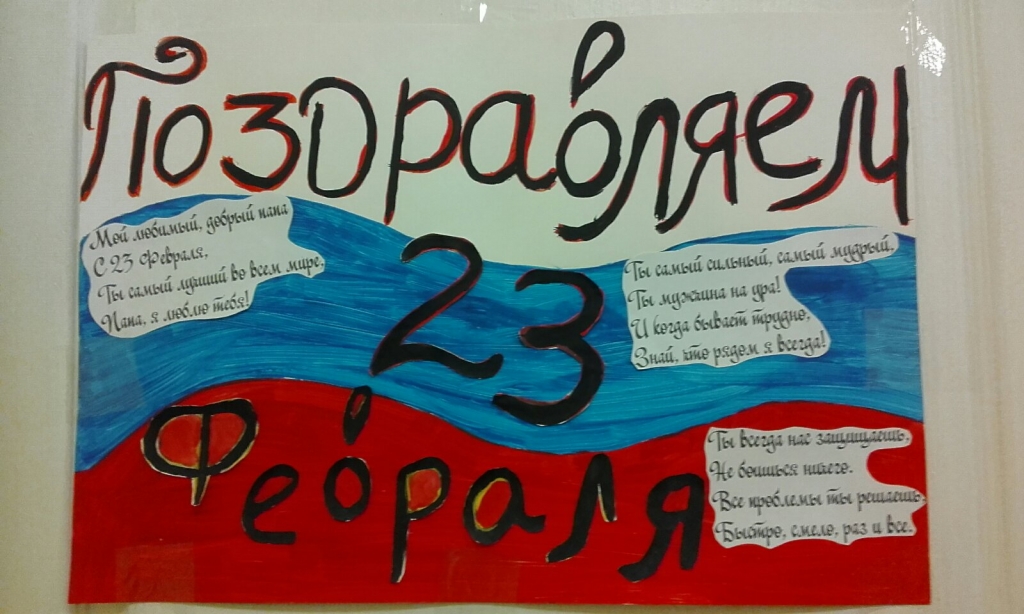 Поздравляем
23
Февраля
Мой любимый, добрый папа
С 23 Февраля,
Ты самый лучший во всем мире,
Папа, я люблю тебя!
Ты самый сильный, самый мудрый,
Ты мужчина на ура!
И когда бывает трудно,
Знай, что рядом я всегда!
Ты всегда нас защищаешь,
Не боишься ничего.
Все проблемы ты решаешь
Быстро, смело, раз и все.